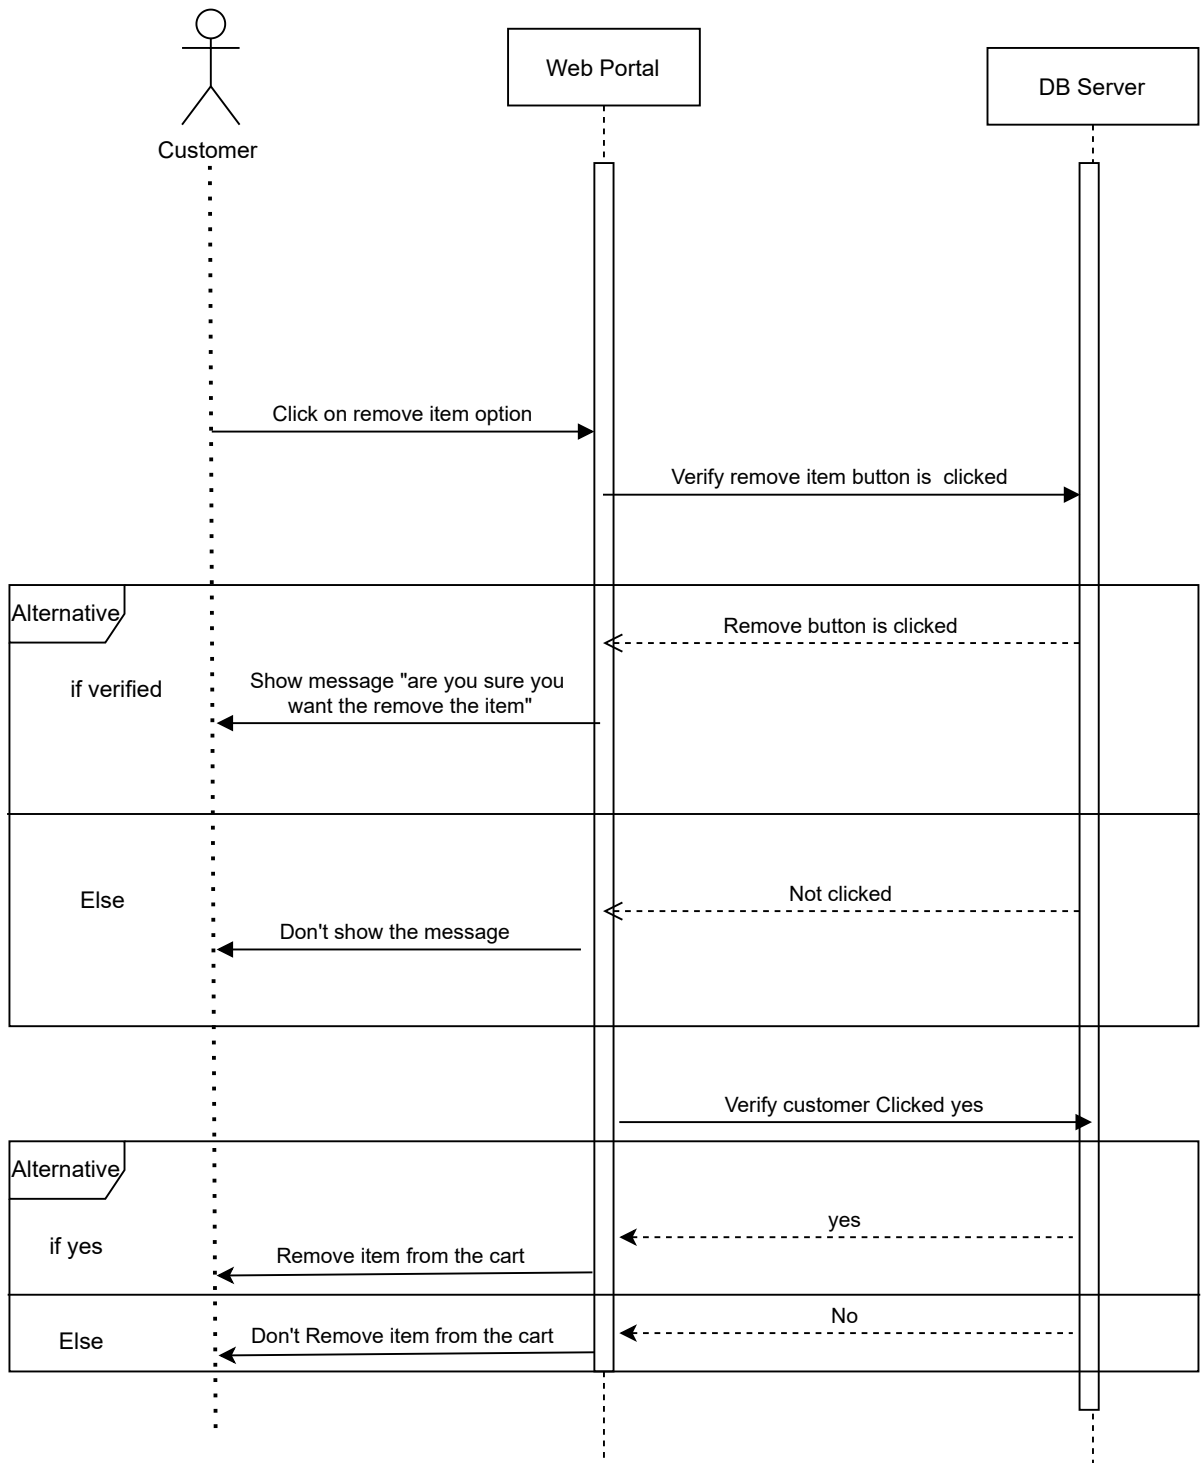 Web Portal
DB Server
Customer
Click on remove item option
Verify remove item button is  clicked
Alternative
Remove button is clicked
if verified
Show message "are you sure you
want the remove the item"
Else
Not clicked
Don't show the message
Verify customer Clicked yes
Alternative
yes
if yes
Remove item from the cart
No
Else
Don't Remove item from the cart